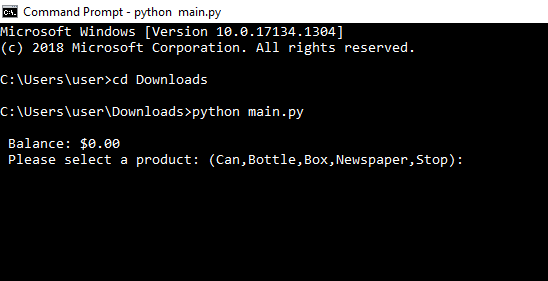 Command Prompt - python  main.py
Microsoft Windows [Version 10.0.17134.1304]
(c) 2018 Microsoft Corporation. All rights reserved.
C:\Users\user>cd Downloads
C:\Users\user\Downloads>python main.py
Balance: $0.00
Please select a product: (Can,Bottle,Box,Newspaper,Stop):